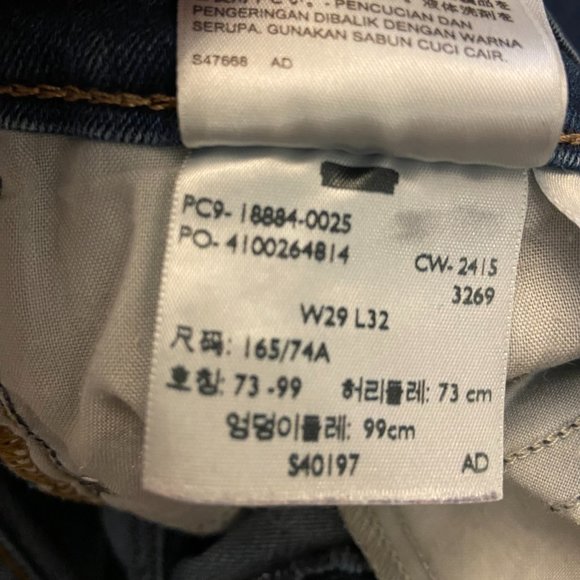 PENCUCIAN DAN
PENGERINGAN DIBALIK DENGAN WARNA
SERUPA. GUNAKAN SABUN CUCI CAIR.
S47668 AD
PC9- 18884-0025
PO- 4100264814
CW- 2415
3269
W29 L32
尺码: 165/74A
호칭: 73 -99 허리둘레: 73 cm
엉덩이둘레: 99cm
S40197 AD